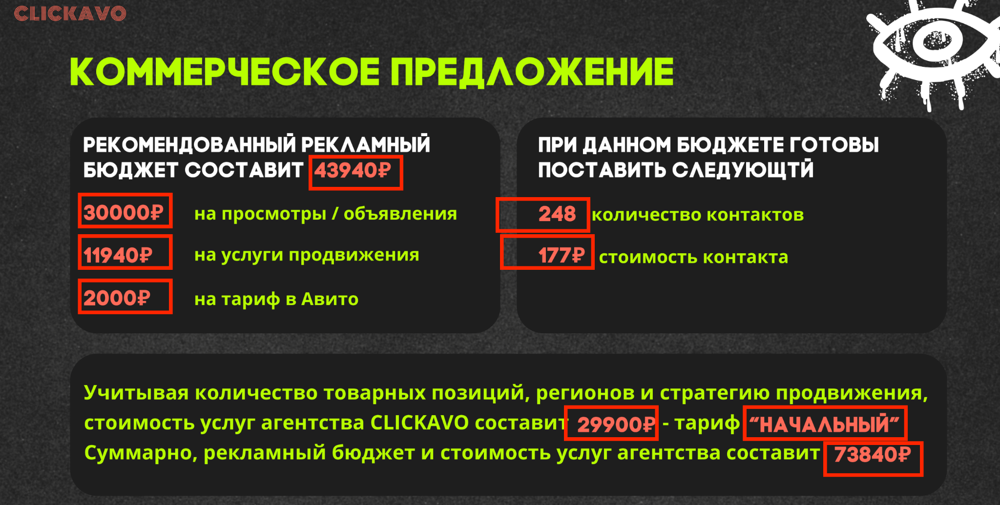 CLICKAVO
КОММЕРЧЕСКОЕ ПРЕДЛОЖЕНИЕ
РЕКОМЕНДОВАННЫЙ РЕКЛАМНЫЙ
БЮДЖЕТ СОСТАВИТ 43940₽
30000₽ на просмотры / объявления
11940₽ на услуги продвижения
2000₽ на тариф в Авито
ПРИ ДАННОМ БЮДЖЕТЕ ГОТОВЫ
ПОСТАВИТЬ СЛЕДУЮЩТЙ
248 количество контактов
177₽ стоимость контакта
Учитывая количество товарных позиций, регионов и стратегию продвижения,
стоимость услуг агентства CLICKAVO составит 29900₽ - тариф “НАЧАЛЬНЫЙ”
Суммарно, рекламный бюджет и стоимость услуг агентства составит 73840₽